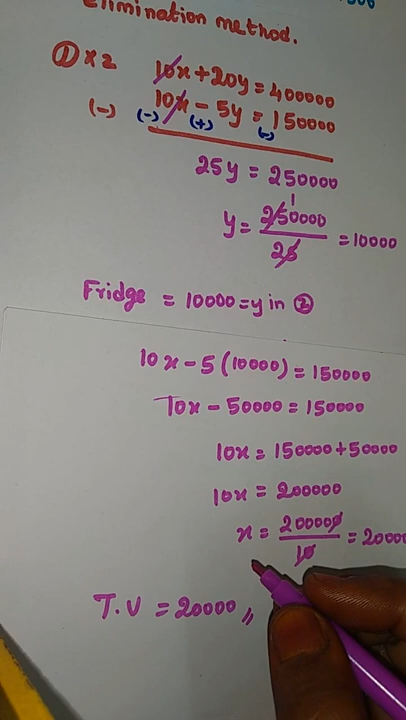 elimination method.
① x 2 10x + 20y = 400000
(-) 10x - 5y = 150000
(-) (+) (-)
25y = 250000
y = 250000 / 25 = 10000
1
Fridge = 10000 = y in ②
10x - 5 (10000) = 150000
10x - 50000 = 150000
10x = 150000 + 50000
10x = 200000
x = 200000 / 10 = 20000
T.V = 20000 ,,